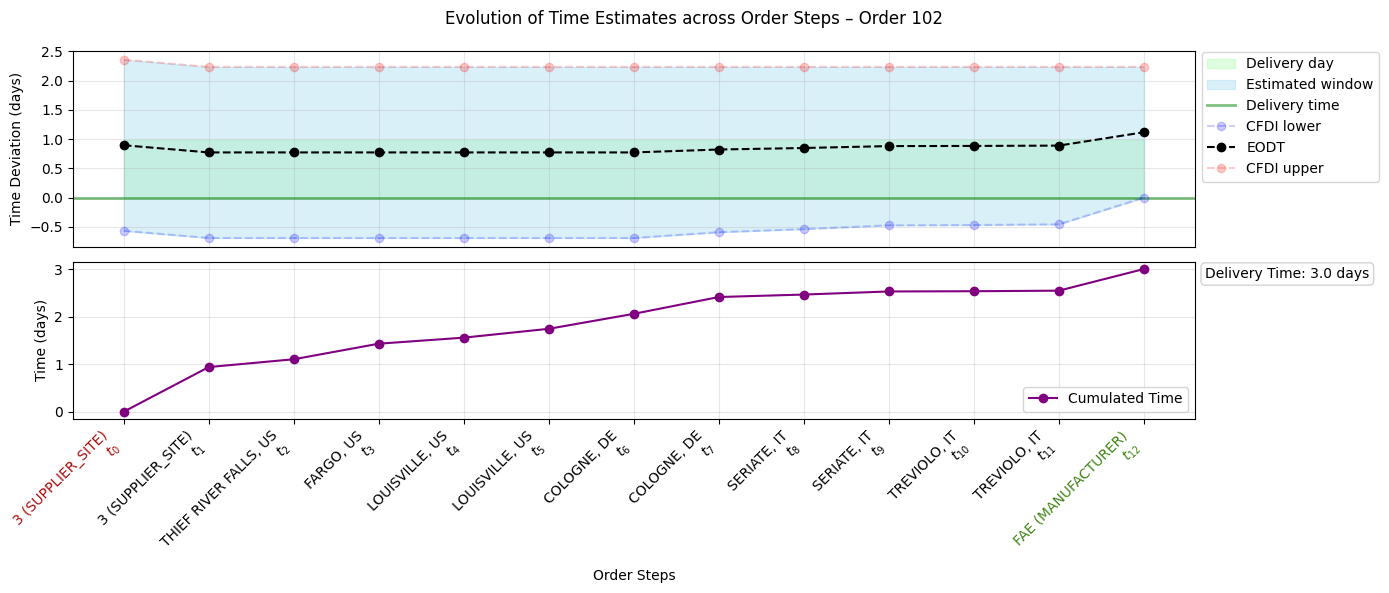 Evolution of Time Estimates across Order Steps – Order 102
Time Deviation (days)
2.5
2.0
1.5
1.0
0.5
0.0
−0.5
Delivery day
Estimated window
Delivery time
CFDI lower
EODT
CFDI upper
Time (days)
3
2
1
0
Delivery Time: 3.0 days
Cumulated Time
3 (SUPPLIER_SITE)
t0
3 (SUPPLIER_SITE)
t1
THIEF RIVER FALLS, US
t2
FARGO, US
t3
LOUISVILLE, US
t4
LOUISVILLE, US
t5
COLOGNE, DE
t6
COLOGNE, DE
t7
SERIATE, IT
t8
SERIATE, IT
t9
TREVIOLO, IT
t10
TREVIOLO, IT
t11
FAE (MANUFACTURER)
t12
Order Steps